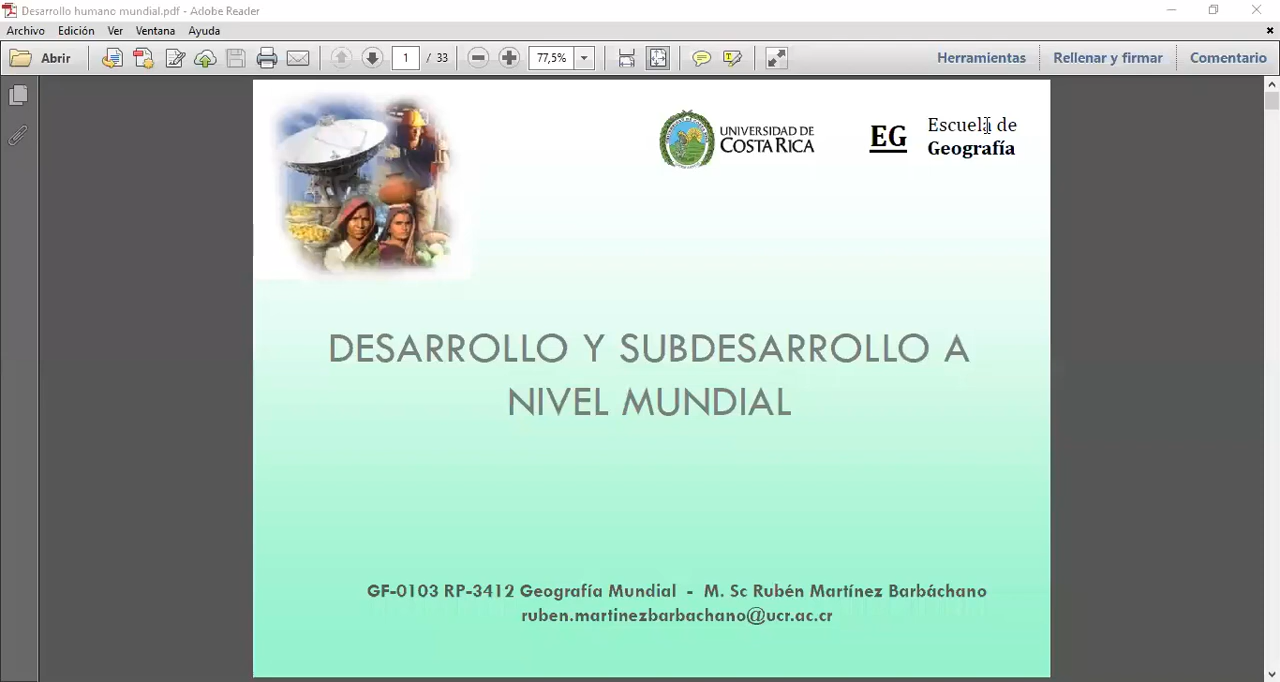 Desarrollo humano mundial.pdf - Adobe Reader
Archivo Edición Ver Ventana Ayuda
Abrir 1 / 33 77,5% Herramientas Rellenar y firmar Comentario
UNIVERSIDAD DE
COSTA RICA
EG
Escuela de
Geografía
DESARROLLO Y SUBDESARROLLO A
NIVEL MUNDIAL
GF-0103 RP-3412 Geografía Mundial - M. Sc Rubén Martínez Barbáchano
ruben.martinezbarbachano@ucr.ac.cr